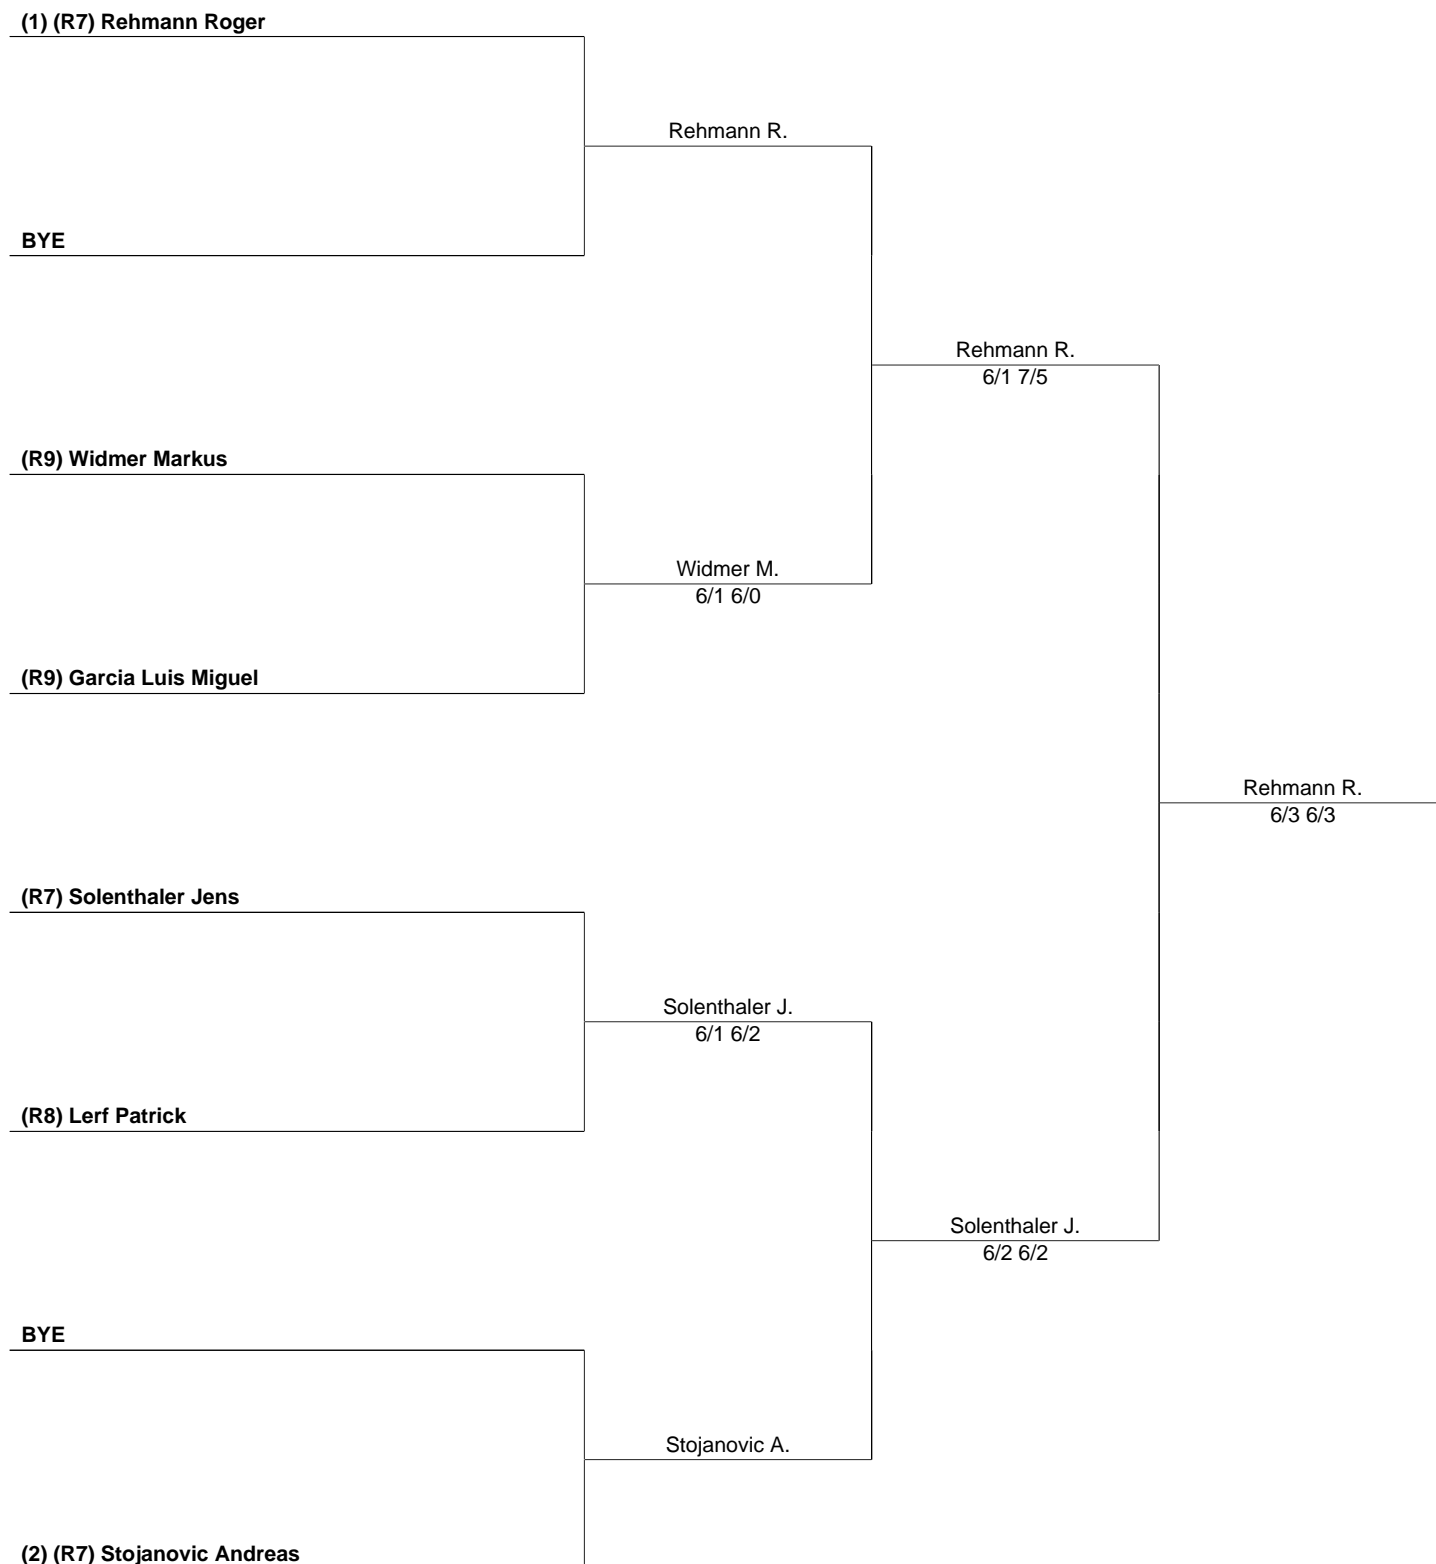 (1) (R7) Rehmann Roger
Rehmann R.
BYE
Rehmann R.
6/1 7/5
(R9) Widmer Markus
Widmer M.
6/1 6/0
(R9) Garcia Luis Miguel
Rehmann R.
6/3 6/3
(R7) Solenthaler Jens
Solenthaler J.
6/1 6/2
(R8) Lerf Patrick
Solenthaler J.
6/2 6/2
BYE
Stojanovic A.
(2) (R7) Stojanovic Andreas